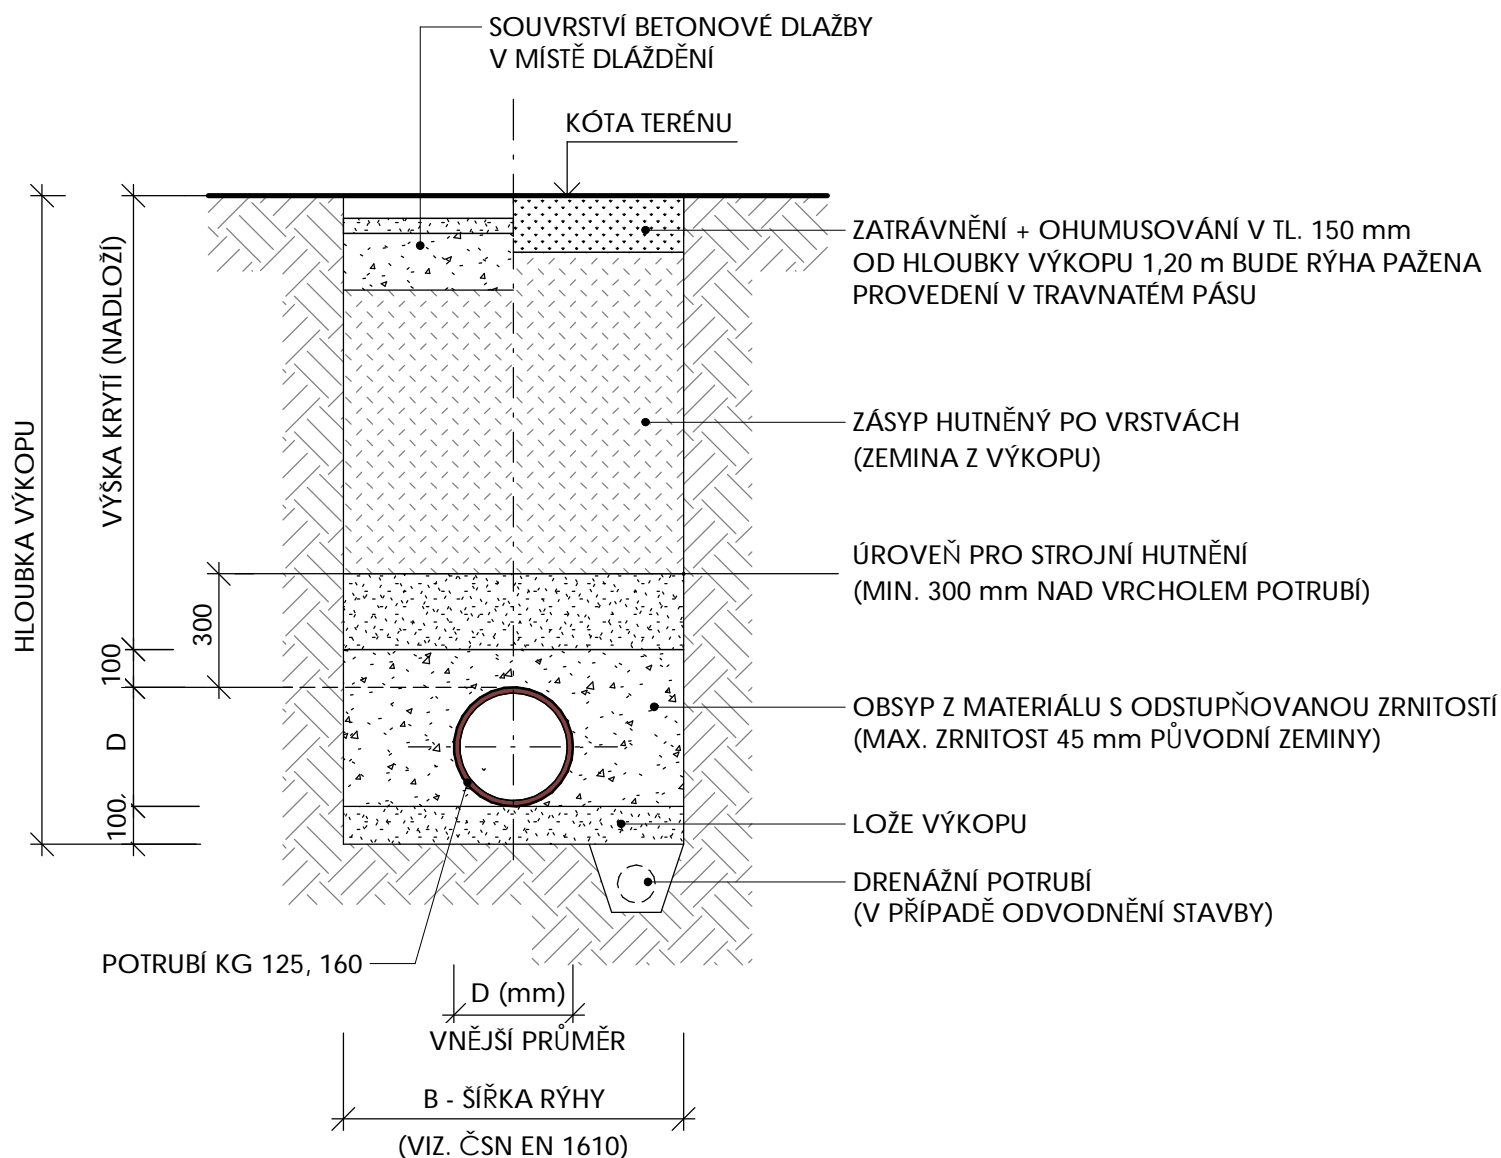 SOUVRSTVÍ BETONOVÉ DLAŽBY
V MÍSTĚ DLÁŽDĚNÍ
KÓTA TERÉNU
ZATRÁVNĚNÍ + OHUMUSOVÁNÍ V TL. 150 mm
OD HLOUBKY VÝKOPU 1,20 m BUDE RÝHA PAŽENA
PROVEDENÍ V TRAVNATÉM PÁSU
ZÁSYP HUTNĚNÝ PO VRSTVÁCH
(ZEMINA Z VÝKOPU)
ÚROVEŇ PRO STROJNÍ HUTNĚNÍ
(MIN. 300 mm NAD VRCHOLEM POTRUBÍ)
OBSYP Z MATERIÁLU S ODSTUPŇOVANOU ZRNITOSTÍ
(MAX. ZRNITOST 45 mm PŮVODNÍ ZEMINY)
LOŽE VÝKOPU
DRENÁŽNÍ POTRUBÍ
(V PŘÍPADĚ ODVODNĚNÍ STAVBY)
HLOUBKA VÝKOPU
VÝŠKA KRYTÍ (NADLOŽÍ)
300
100
D
100
POTRUBÍ KG 125, 160
D (mm)
VNĚJŠÍ PRŮMĚR
B - ŠÍŘKA RÝHY
(VIZ. ČSN EN 1610)